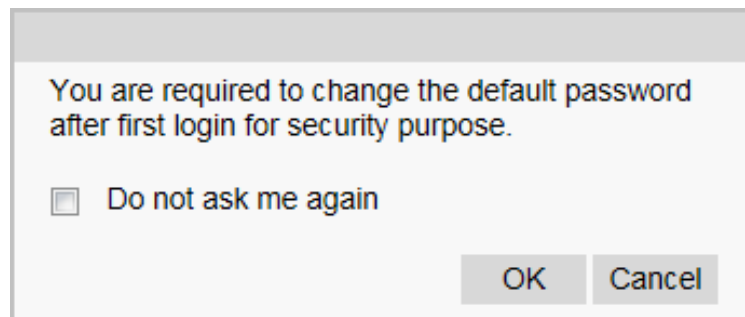 You are required to change the default password
after first login for security purpose.
Do not ask me again
OK Cancel